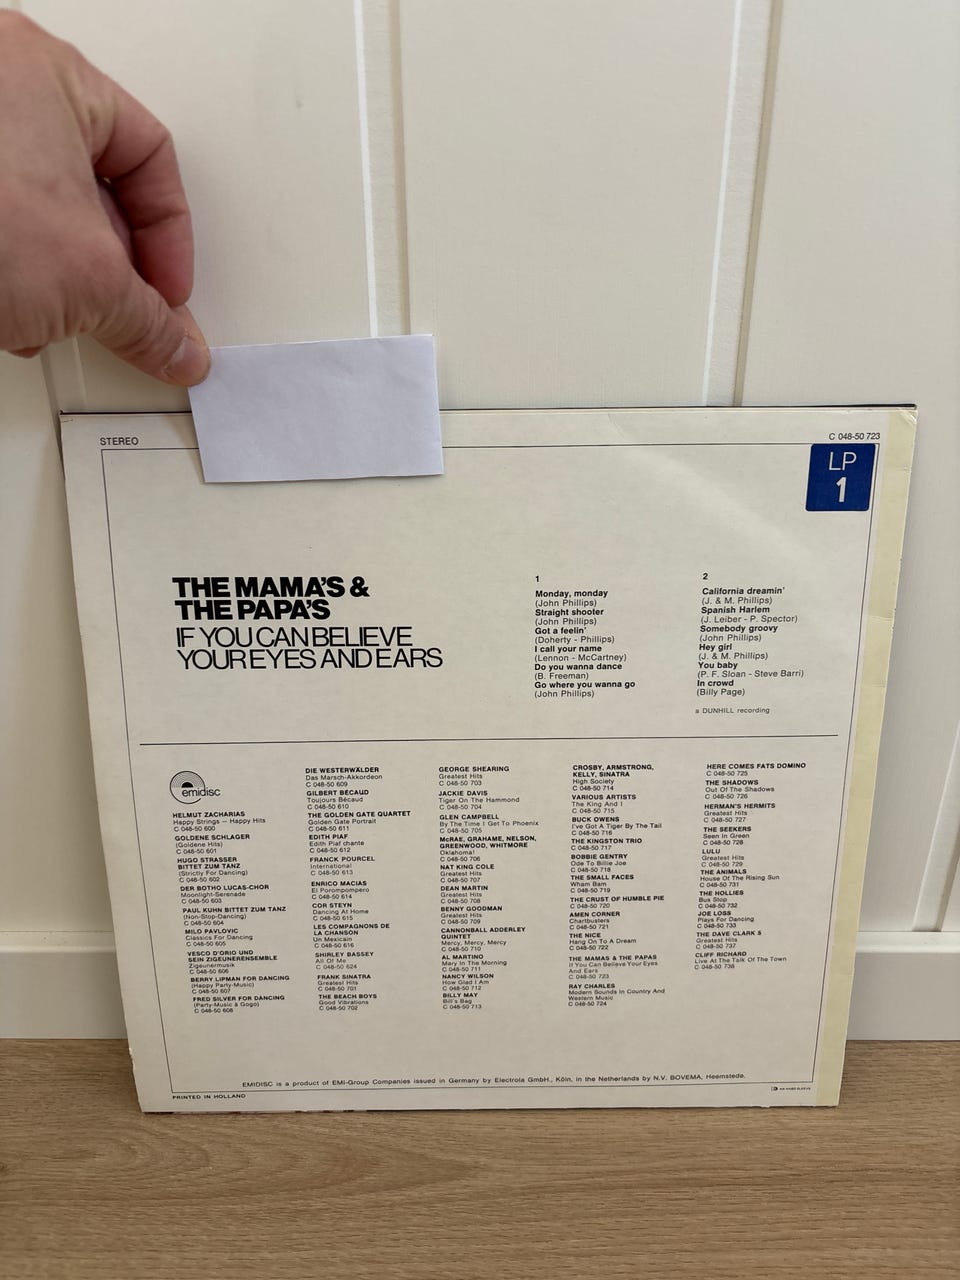 STEREO
C 048-50 723
LP
1
THE MAMA'S &
THE PAPA'S
IF YOU CAN BELIEVE
YOUR EYES AND EARS
1
Monday, monday
(John Phillips)
Straight shooter
(John Phillips)
Got a feelin'
(Doherty - Phillips)
I call your name
(Lennon - McCartney)
Do you wanna dance
(B. Freeman)
Go where you wanna go
(John Phillips)
2
California dreamin'
(J. & M. Phillips)
Spanish Harlem
(J. Leiber - P. Spector)
Somebody groovy
(John Phillips)
Hey girl
(J. & M. Phillips)
You baby
(P. F. Sloan - Steve Barri)
In crowd
(Billy Page)
a DUNHILL recording
emidisc
HELMUT ZACHARIAS
Happy Strings — Happy Hits
C 048-50 600
GOLDENE SCHLAGER
(Goldene Hits)
C 048-50 601
HUGO STRASSER
BITTET ZUM TANZ
(Strictly For Dancing)
C 048-50 602
DER BOTHO LUCAS-CHOR
Moonlight-Serenade
C 048-50 603
PAUL KUHN BITTET ZUM TANZ
(Non-Stop-Dancing)
C 048-50 604
MILO PAVLOVIC
Classics For Dancing
C 048-50 605
VESCO D'ORIO UND
SEIN ZIGEUNERENSEMBLE
Zigeunermusik
C 048-50 606
BERRY LIPMAN FOR DANCING
(Happy Party-Music)
C 048-50 607
FRED SILVER FOR DANCING
(Party-Music à Gogo)
C 048-50 608
DIE WESTERWÄLDER
Das Marsch-Akkordeon
C 048-50 609
GILBERT BÉCAUD
Toujours Bécaud
C 048-50 610
THE GOLDEN GATE QUARTET
Golden Gate Portrait
C 048-50 611
EDITH PIAF
Edith Piaf chante
C 048-50 612
FRANCK POURCEL
International
C 048-50 613
ENRICO MACIAS
El Porompompero
C 048-50 614
COR STEYN
Dancing At Home
C 048-50 615
LES COMPAGNONS DE
LA CHANSON
Un Mexicain
C 048-50 616
SHIRLEY BASSEY
All Of Me
C 048-50 624
FRANK SINATRA
Greatest Hits
C 048-50 701
THE BEACH BOYS
Good Vibrations
C 048-50 702
GEORGE SHEARING
Greatest Hits
C 048-50 703
JACKIE DAVIS
Tiger On The Hammond
C 048-50 704
GLEN CAMPBELL
By The Time I Get To Phoenix
C 048-50 705
McRAE, GRAHAME, NELSON,
GREENWOOD, WHITMORE
Oklahoma!
C 048-50 706
NAT KING COLE
Greatest Hits
C 048-50 707
DEAN MARTIN
Greatest Hits
C 048-50 708
BENNY GOODMAN
Greatest Hits
C 048-50 709
CANNONBALL ADDERLEY
QUINTET
Mercy, Mercy, Mercy
C 048-50 710
AL MARTINO
Mary In The Morning
C 048-50 711
NANCY WILSON
How Glad I Am
C 048-50 712
BILLY MAY
Bill's Bag
C 048-50 713
CROSBY, ARMSTRONG,
KELLY, SINATRA
High Society
C 048-50 714
VARIOUS ARTISTS
The King And I
C 048-50 715
BUCK OWENS
I've Got A Tiger By The Tail
C 048-50 716
THE KINGSTON TRIO
C 048-50 717
BOBBIE GENTRY
Ode To Billie Joe
C 048-50 718
THE SMALL FACES
Wham Bam
C 048-50 719
THE CRUST OF HUMBLE PIE
C 048-50 720
AMEN CORNER
Chartbusters
C 048-50 721
THE NICE
Hang On To A Dream
C 048-50 722
THE MAMAS & THE PAPAS
If You Can Believe Your Eyes
And Ears
C 048-50 723
RAY CHARLES
Modern Sounds In Country And
Western Music
C 048-50 724
HERE COMES FATS DOMINO
C 048-50 725
THE SHADOWS
Out Of The Shadows
C 048-50 726
HERMAN'S HERMITS
Greatest Hits
C 048-50 727
THE SEEKERS
Seen In Green
C 048-50 728
LULU
Greatest Hits
C 048-50 729
THE ANIMALS
House Of The Rising Sun
C 048-50 731
THE HOLLIES
Bus Stop
C 048-50 732
JOE LOSS
Plays For Dancing
C 048-50 733
THE DAVE CLARK 5
Greatest Hits
C 048-50 737
CLIFF RICHARD
Live At The Talk Of The Town
C 048-50 738
EMIDISC is a product of EMI-Group Companies issued in Germany by Electrola GmbH., Köln, in the Netherlands by N.V. BOVEMA, Heemstede.
PRINTED IN HOLLAND